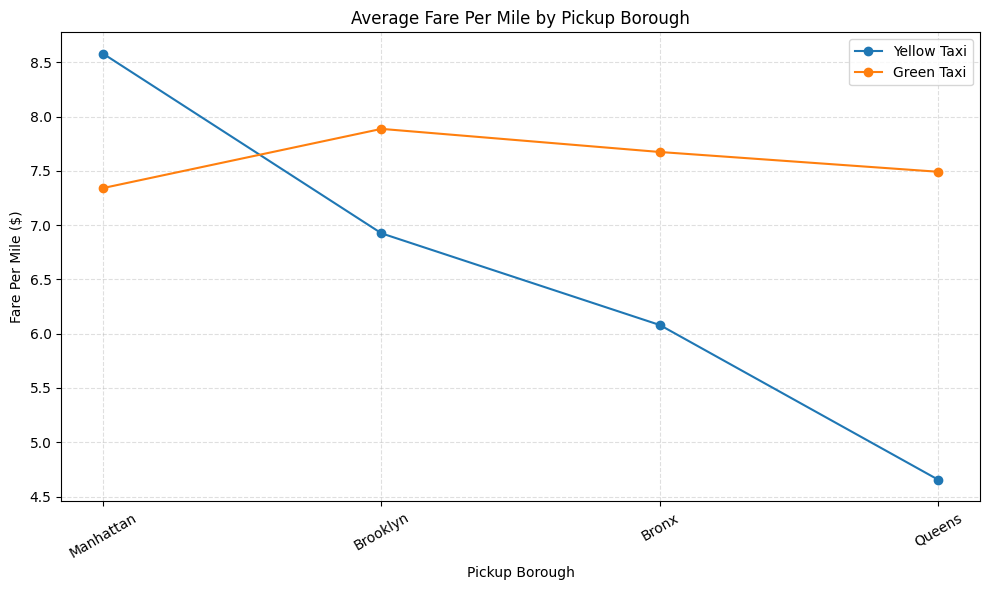 Average Fare Per Mile by Pickup Borough
Yellow Taxi
Green Taxi
Fare Per Mile ($)
8.5
8.0
7.5
7.0
6.5
6.0
5.5
5.0
4.5
Manhattan
Brooklyn
Bronx
Queens
Pickup Borough